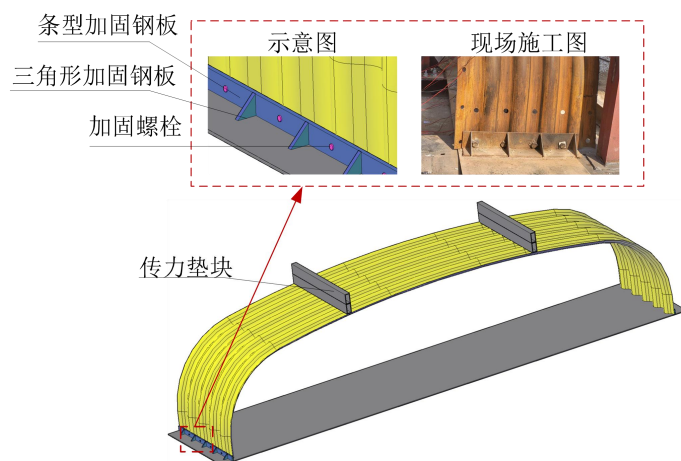 条型加固钢板
三角形加固钢板
加固螺栓
示意图
现场施工图
传力垫块